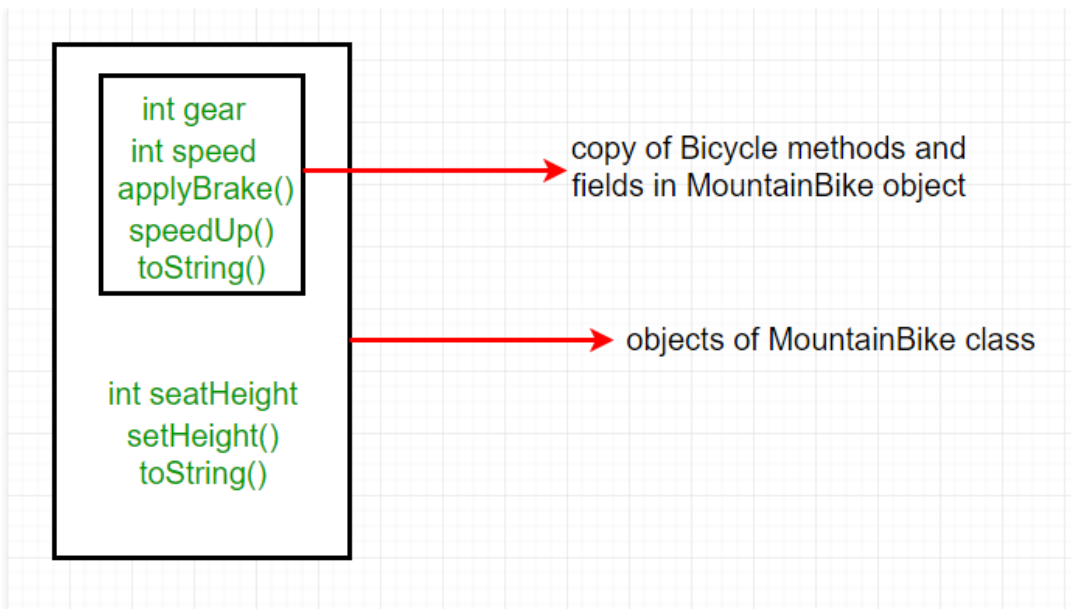 int gear
int speed
applyBrake()
speedUp()
toString()
copy of Bicycle methods and
fields in MountainBike object
objects of MountainBike class
int seatHeight
setHeight()
toString()